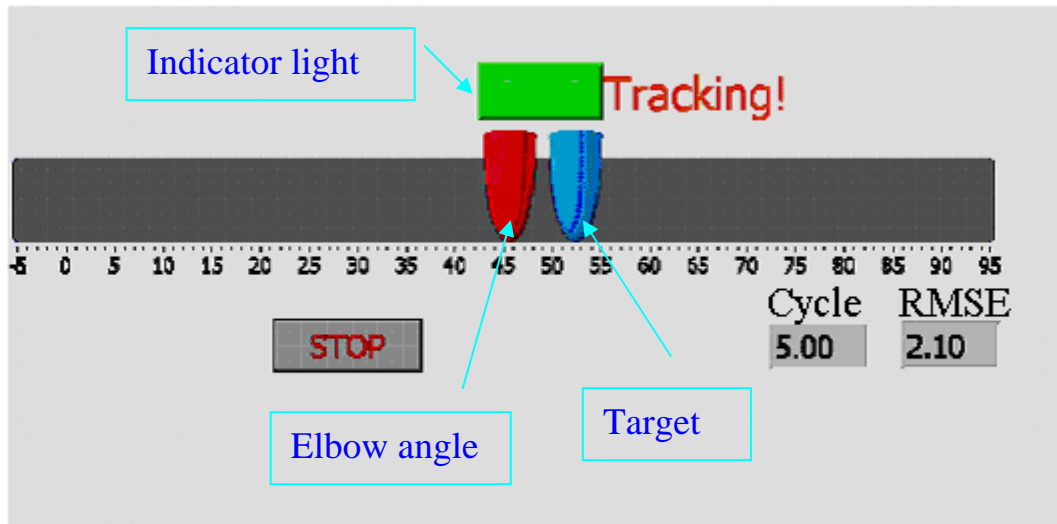 Indicator light
Tracking!
-5 0 5 10 15 20 25 30 35 40 45 50 55 60 65 70 75 80 85 90 95
Cycle RMSE
STOP 5.00 2.10
Elbow angle
Target